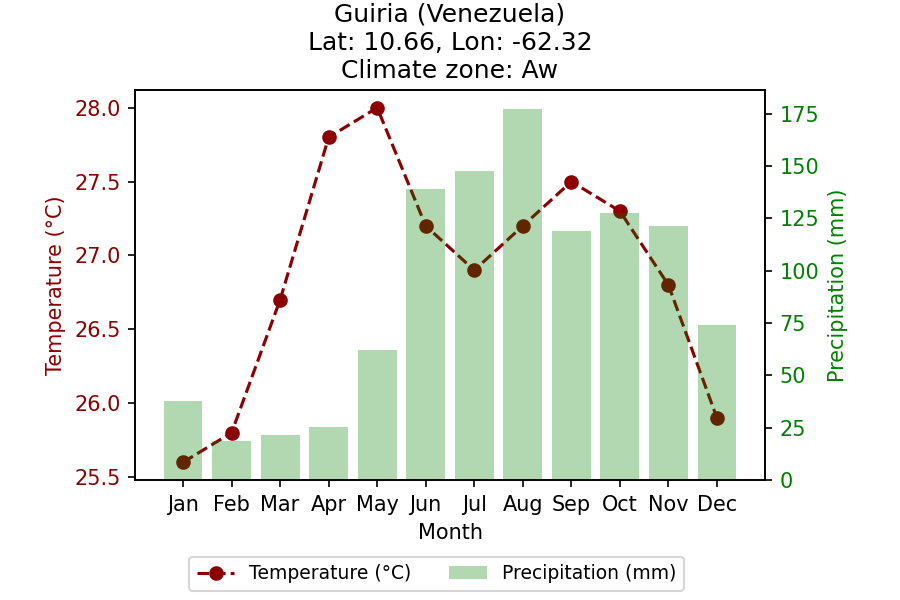 Guiria (Venezuela)
Lat: 10.66, Lon: -62.32
Climate zone: Aw
28.0
27.5
27.0
26.5
26.0
25.5
Temperature (°C)
175
150
125
100
75
50
25
0
Precipitation (mm)
Jan Feb Mar Apr May Jun Jul Aug Sep Oct Nov Dec
Month
Temperature (°C) Precipitation (mm)